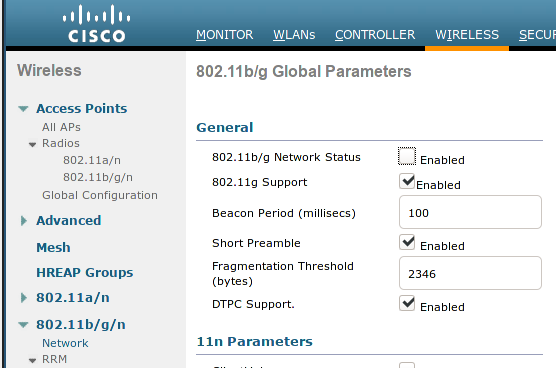 CISCO
MONITOR WLANs CONTROLLER WIRELESS
Wireless
Access Points
All APs
Radios
802.11a/n
802.11b/g/n
Global Configuration
Advanced
Mesh
HREAP Groups
802.11a/n
802.11b/g/n
Network
RRM
802.11b/g Global Parameters
General
802.11b/g Network Status Enabled
802.11g Support Enabled
Beacon Period (millisecs) 100
Short Preamble Enabled
Fragmentation Threshold
(bytes) 2346
DTPC Support. Enabled
11n Parameters